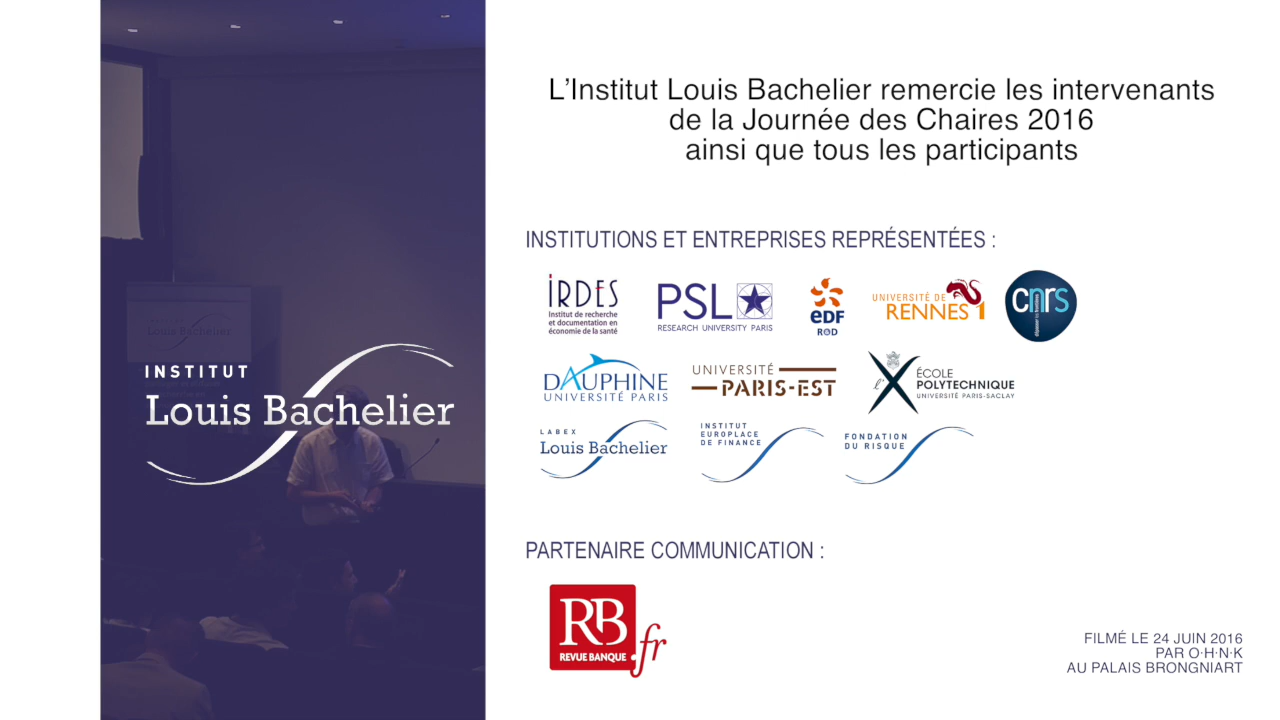 L'Institut Louis Bachelier remercie les intervenants
de la Journée des Chaires 2016
ainsi que tous les participants
INSTITUT
Louis Bachelier
INSTITUTIONS ET ENTREPRISES REPRÉSENTÉES :
IRDES
Institut de recherche
et documentation en
économie de la santé
PSL
RESEARCH UNIVERSITY PARIS
eDF
R&D
UNIVERSITÉ DE
RENNES 1
cnrs
DAUPHINE
UNIVERSITÉ PARIS
UNIVERSITÉ
PARIS-EST
l'X
ÉCOLE
POLYTECHNIQUE
UNIVERSITÉ PARIS-SACLAY
LABEX
Louis Bachelier
INSTITUT
EUROPLACE
DE FINANCE
FONDATION
DU RISQUE
PARTENAIRE COMMUNICATION :
RB
REVUE BANQUE.fr
FILMÉ LE 24 JUIN 2016
PAR O·H·N·K
AU PALAIS BRONGNIART